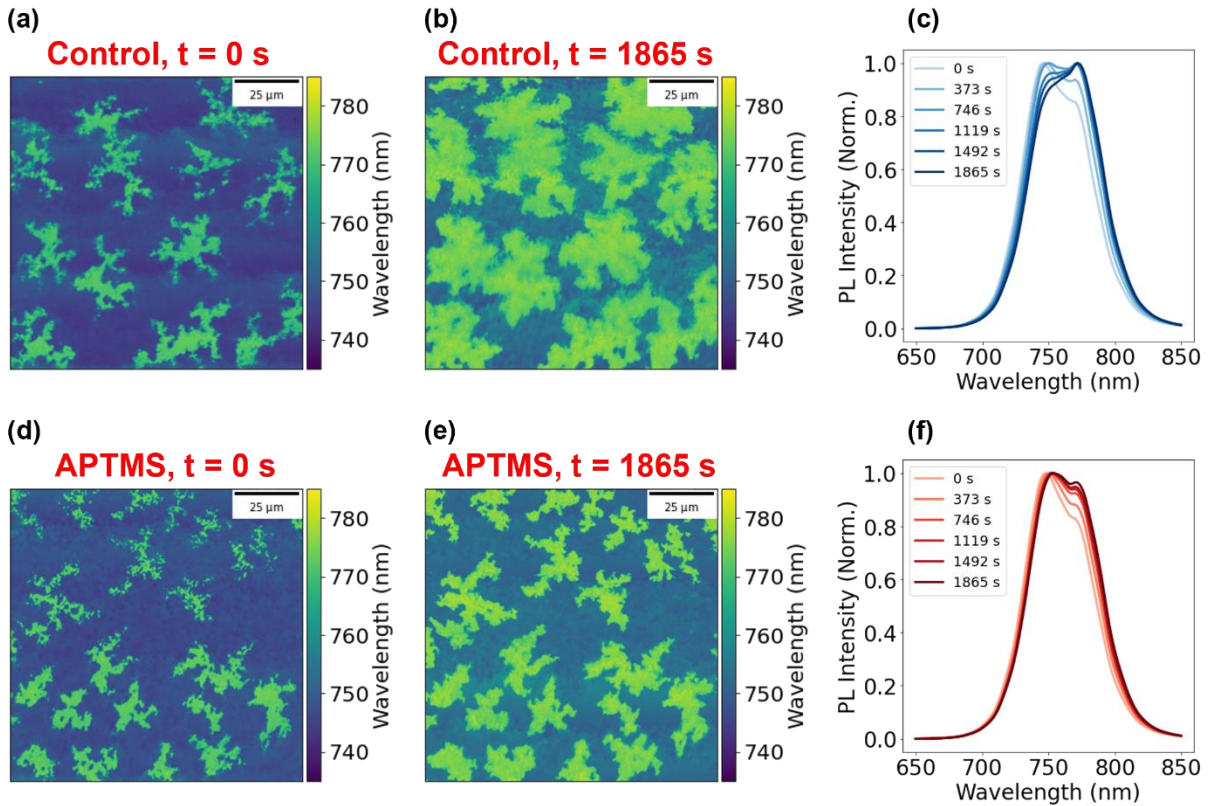 (a)
Control, t = 0 s
25 µm
780
770
760
750
740
Wavelength (nm)
(b)
Control, t = 1865 s
25 µm
780
770
760
750
740
Wavelength (nm)
(c)
1.0
0.8
0.6
0.4
0.2
0.0
PL Intensity (Norm.)
0 s
373 s
746 s
1119 s
1492 s
1865 s
650 700 750 800 850
Wavelength (nm)
(d)
APTMS, t = 0 s
25 µm
780
770
760
750
740
Wavelength (nm)
(e)
APTMS, t = 1865 s
25 µm
780
770
760
750
740
Wavelength (nm)
(f)
1.0
0.8
0.6
0.4
0.2
0.0
PL Intensity (Norm.)
0 s
373 s
746 s
1119 s
1492 s
1865 s
650 700 750 800 850
Wavelength (nm)